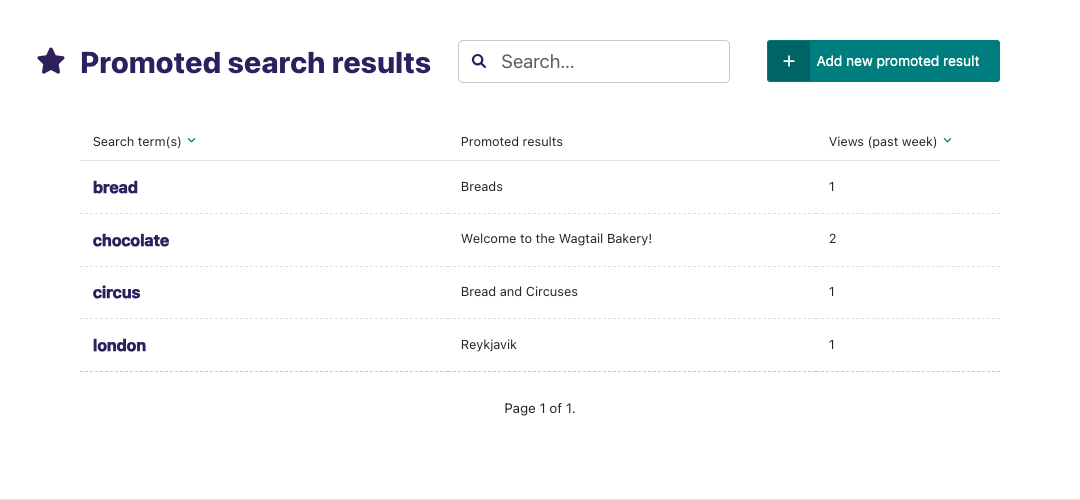 Promoted search results
Search...
Add new promoted result
Search term(s) Promoted results Views (past week)
bread Breads 1
chocolate Welcome to the Wagtail Bakery! 2
circus Bread and Circuses 1
london Reykjavik 1
Page 1 of 1.